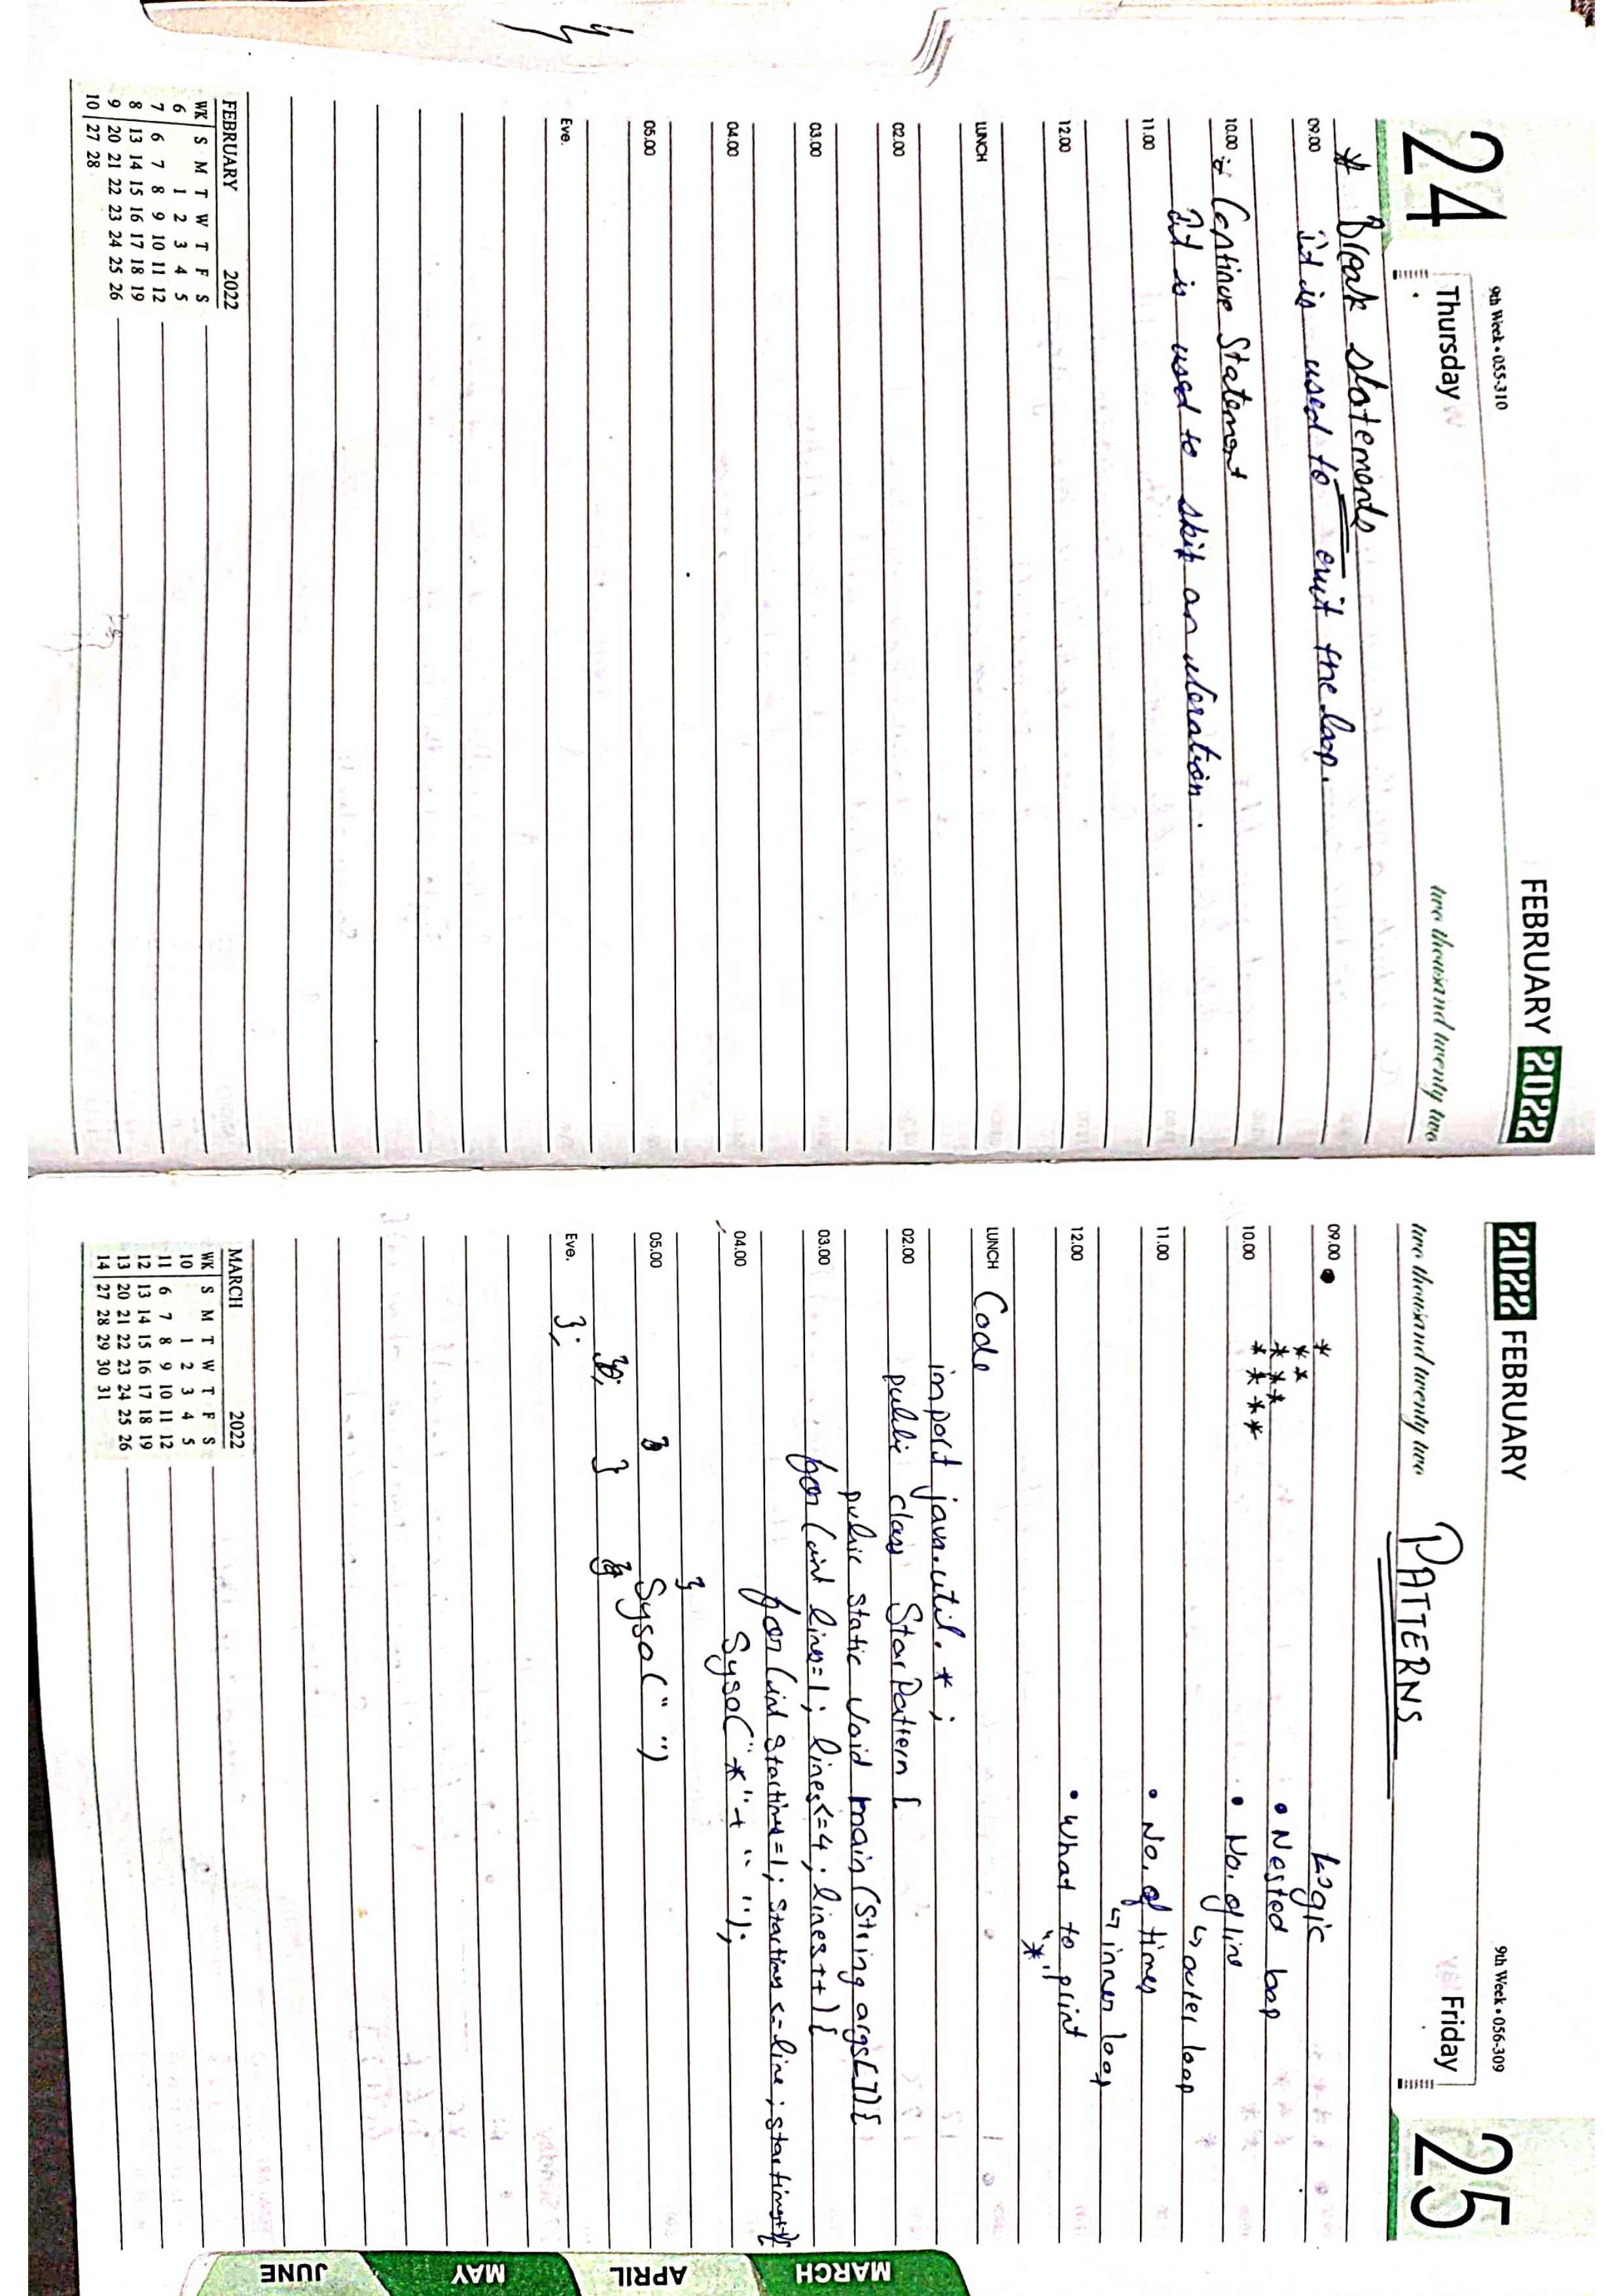 FEBRUARY 2022
24
9th Week • 055-310
Thursday
two thousand twenty two
* Break statements
09.00 It is used to exit the loop.
10.00 * Continue Statement
It is used to skip an iteration.
11.00
12.00
LUNCH
02.00
03.00
04.00
05.00
Eve.
FEBRUARY 2022
WK S M T W T F S
6 1 2 3 4 5
7 6 7 8 9 10 11 12
8 13 14 15 16 17 18 19
9 20 21 22 23 24 25 26
10 27 28
2022 FEBRUARY
9th Week • 056-309
25
Friday
two thousand twenty two
PATTERNS
09.00 • * Logic
* *
* * * • Nested loop
10.00 * * * * • No. of line
↳ outer loop
11.00 • No. of times
↳ inner loop
12.00 • What to print
"*"
LUNCH Code
import java.util.*;
02.00 public class StarPattern {
public static void main(String args[]){
03.00 for (int line=1; lines<=4; lines++){
for (int startimes=1; startimes<=line; startimes++){
04.00 Syso("*"+" ");
}
05.00 } Syso(" ")
}; } }
Eve. };
MARCH 2022
WK S M T W T F S
10 1 2 3 4 5
11 6 7 8 9 10 11 12
12 13 14 15 16 17 18 19
13 20 21 22 23 24 25 26
14 27 28 29 30 31
MARCH
APRIL
MAY
JUNE